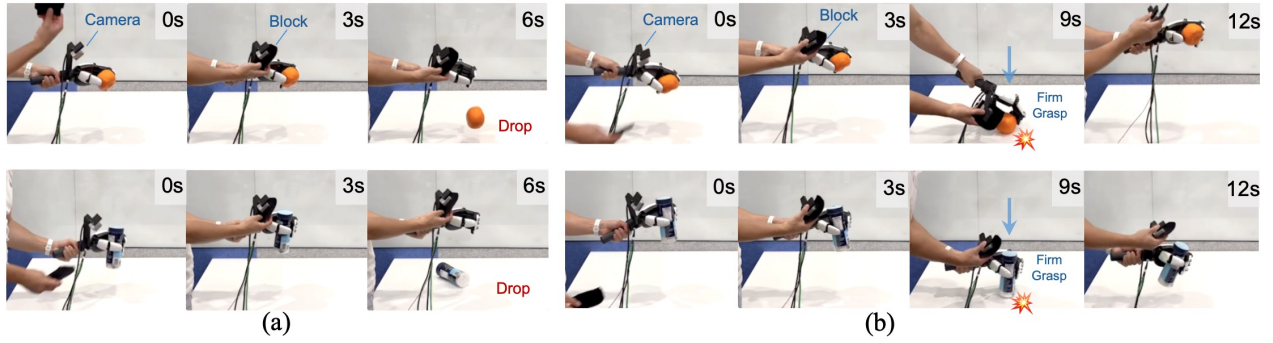 Camera 0s
Block 3s
6s
Drop
Camera 0s
Block 3s
9s
Firm
Grasp
12s
0s
3s
6s
Drop
0s
3s
9s
Firm
Grasp
12s
(a)
(b)